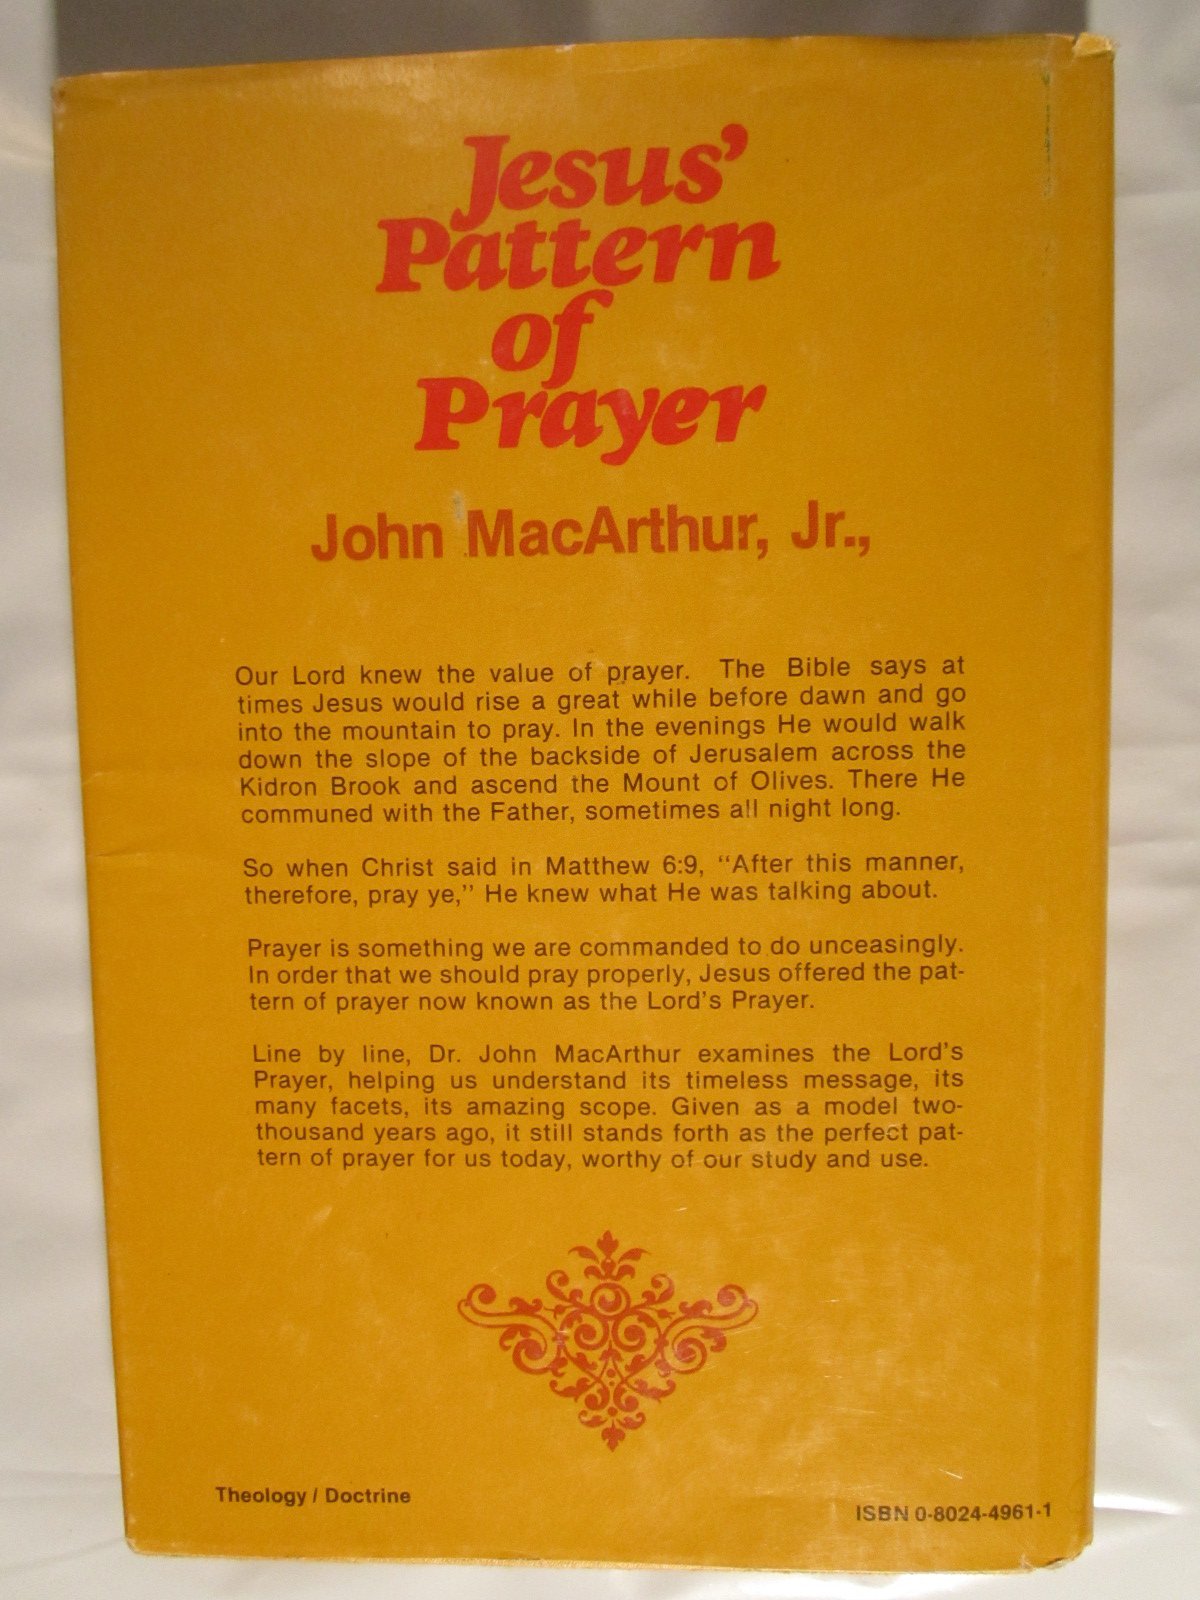 Jesus'
Pattern
of
Prayer
John MacArthur, Jr.,
Our Lord knew the value of prayer. The Bible says at
times Jesus would rise a great while before dawn and go
into the mountain to pray. In the evenings He would walk
down the slope of the backside of Jerusalem across the
Kidron Brook and ascend the Mount of Olives. There He
communed with the Father, sometimes all night long.
So when Christ said in Matthew 6:9, "After this manner,
therefore, pray ye," He knew what He was talking about.
Prayer is something we are commanded to do unceasingly.
In order that we should pray properly, Jesus offered the pat-
tern of prayer now known as the Lord's Prayer.
Line by line, Dr. John MacArthur examines the Lord's
Prayer, helping us understand its timeless message, its
many facets, its amazing scope. Given as a model two-
thousand years ago, it still stands forth as the perfect pat-
tern of prayer for us today, worthy of our study and use.
Theology / Doctrine
ISBN 0-8024-4961-1